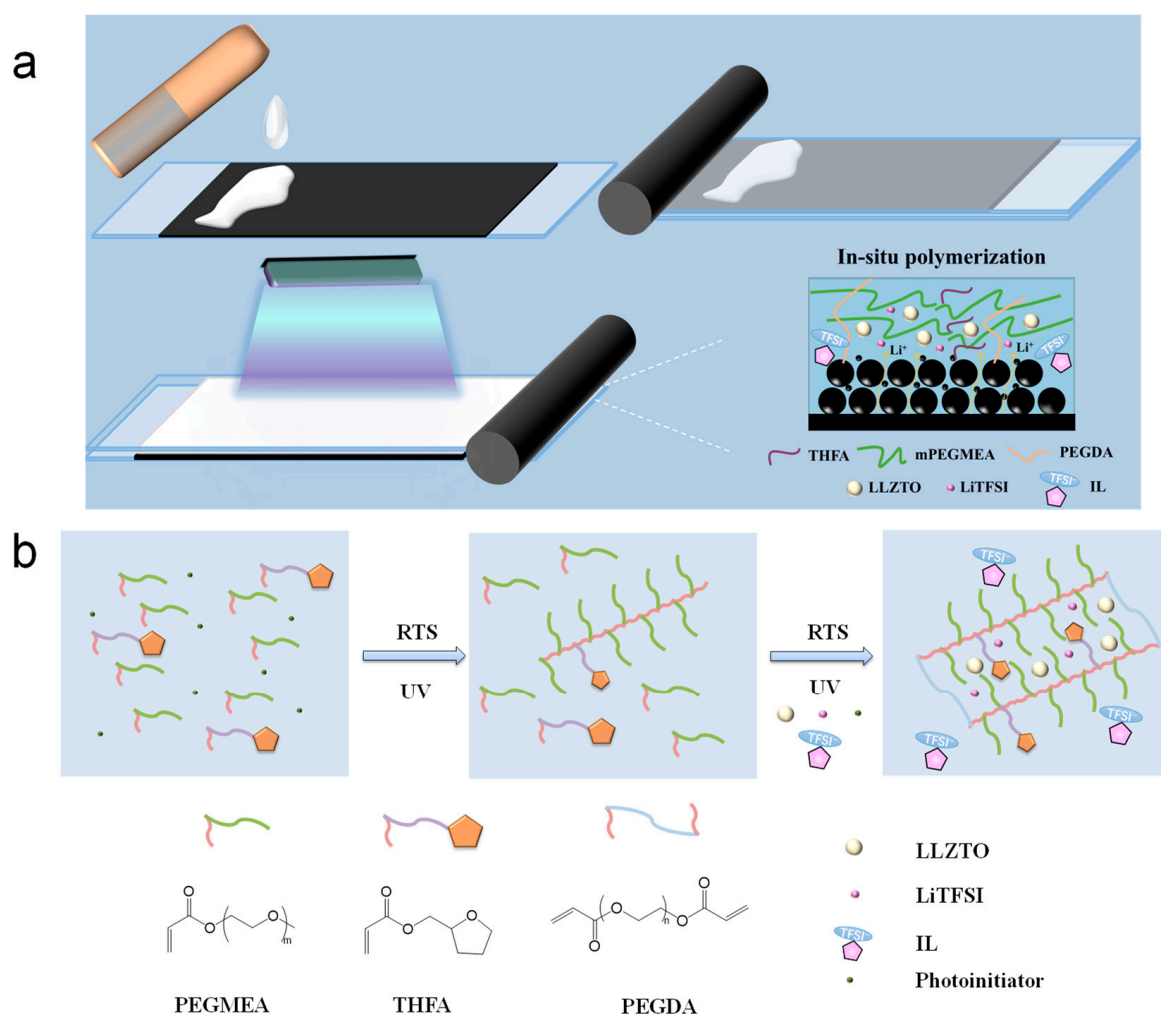 a
In-situ polymerization
TFSI⁻
Li⁺
Li⁺
TFSI⁻
THFA
mPEGMEA
PEGDA
LLZTO
LiTFSI
TFSI⁻
IL
b
RTS
UV
RTS
UV
TFSI⁻
TFSI⁻
TFSI⁻
TFSI⁻
O
O
O
m
PEGMEA
O
O
O
THFA
O
O
n
O
O
PEGDA
LLZTO
LiTFSI
TFSI⁻
IL
Photoinitiator